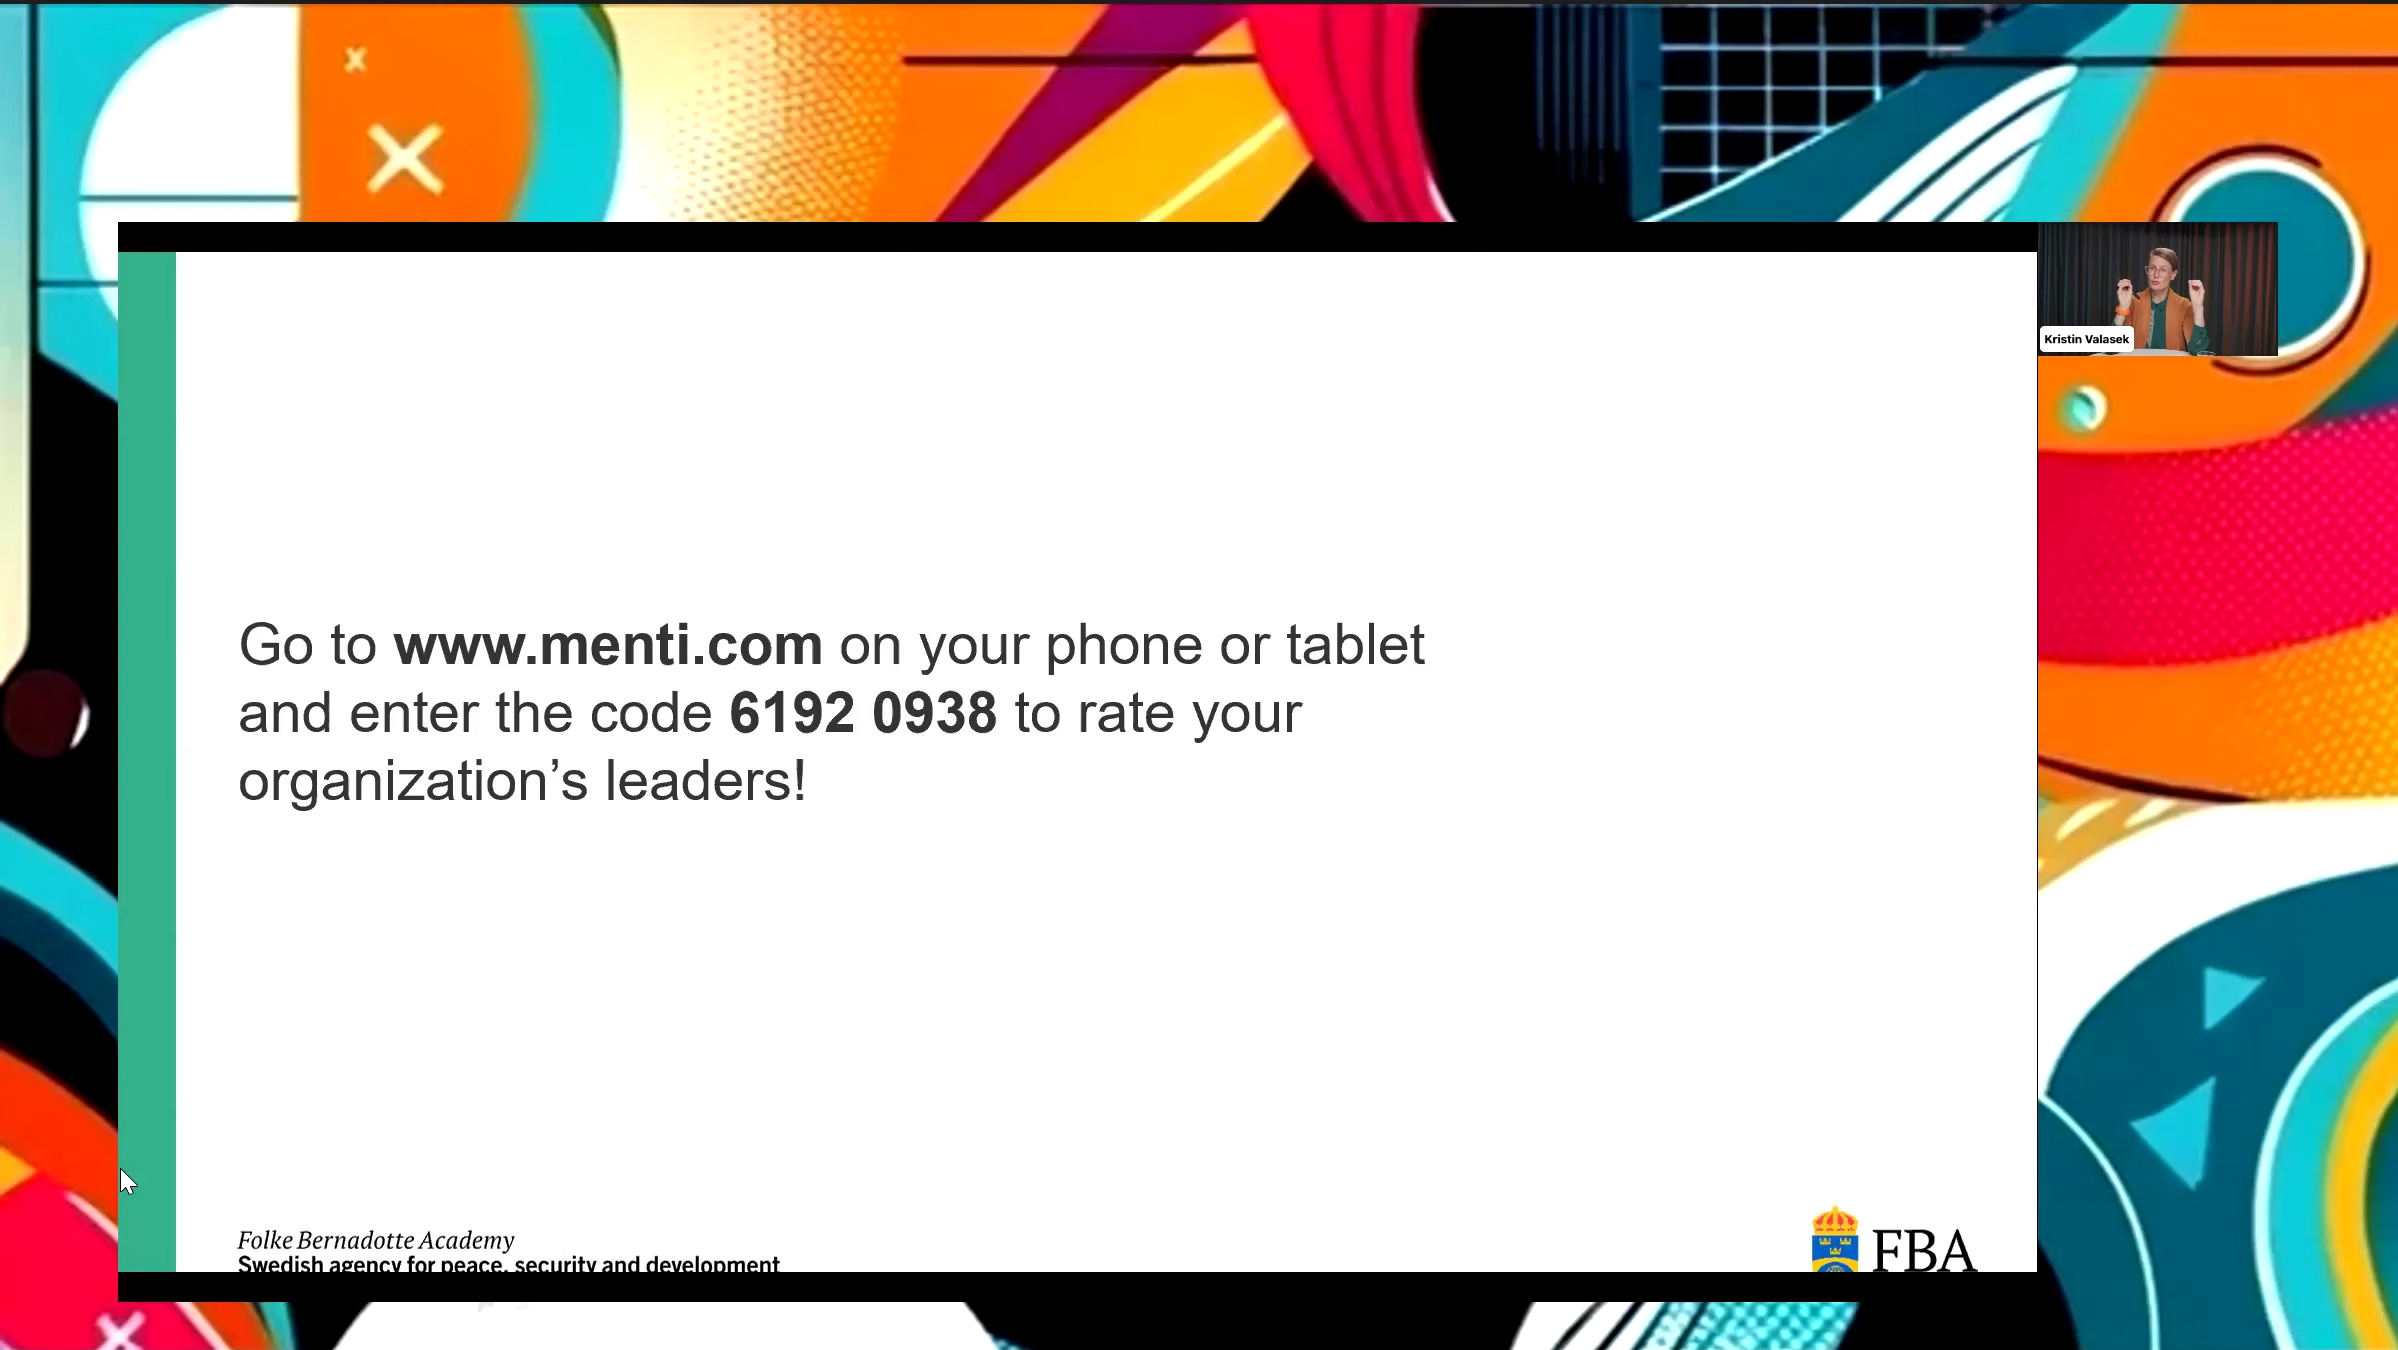 Kristin Valasek
Go to www.menti.com on your phone or tablet
and enter the code 6192 0938 to rate your
organization’s leaders!
Folke Bernadotte Academy
Swedish agency for peace, security and development
FBA